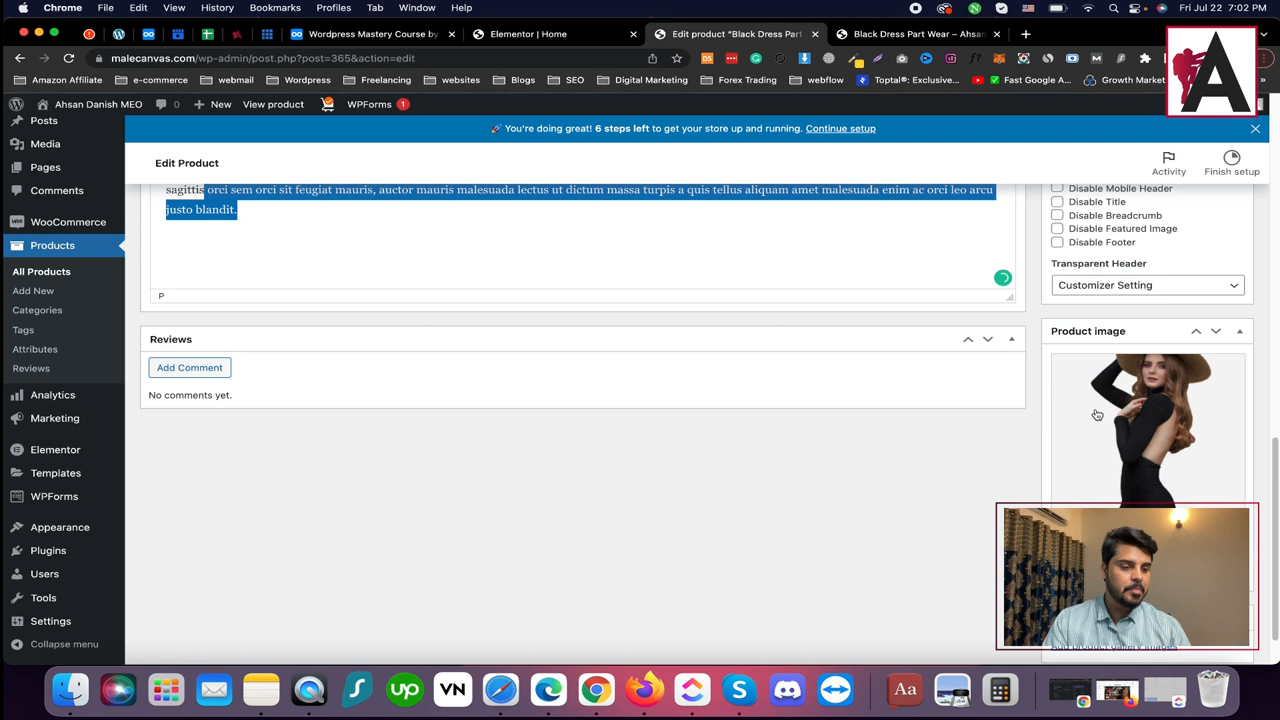 Chrome File Edit View History Bookmarks Profiles Tab Window Help Fri Jul 22 7:02 PM
Wordpress Mastery Course by Elementor | Home Edit product "Black Dress Part Black Dress Part Wear – Ahsan
malecanvas.com/wp-admin/post.php?post=365&action=edit
Amazon Affiliate e-commerce webmail Wordpress Freelancing websites Blogs SEO Digital Marketing Forex Trading webflow Toptal®: Exclusive... Fast Google A... Growth Market
Ahsan Danish MEO 0 New View product WPForms 1
A
🚀 You're doing great! 6 steps left to get your store up and running. Continue setup
Edit Product
Activity
Finish setup
Posts
Media
Pages
Comments
WooCommerce
Products
All Products
Add New
Categories
Tags
Attributes
Reviews
Analytics
Marketing
Elementor
Templates
WPForms
Appearance
Plugins
Users
Tools
Settings
Collapse menu
sagittis orci sem orci sit feugiat mauris, auctor mauris malesuada lectus ut dictum massa turpis a quis tellus aliquam amet malesuada enim ac orci leo arcu
justo blandit.
P
Reviews
Add Comment
No comments yet.
Disable Mobile Header
Disable Title
Disable Breadcrumb
Disable Featured Image
Disable Footer
Transparent Header
Customizer Setting
Product image
Add product gallery images
up VN Aa